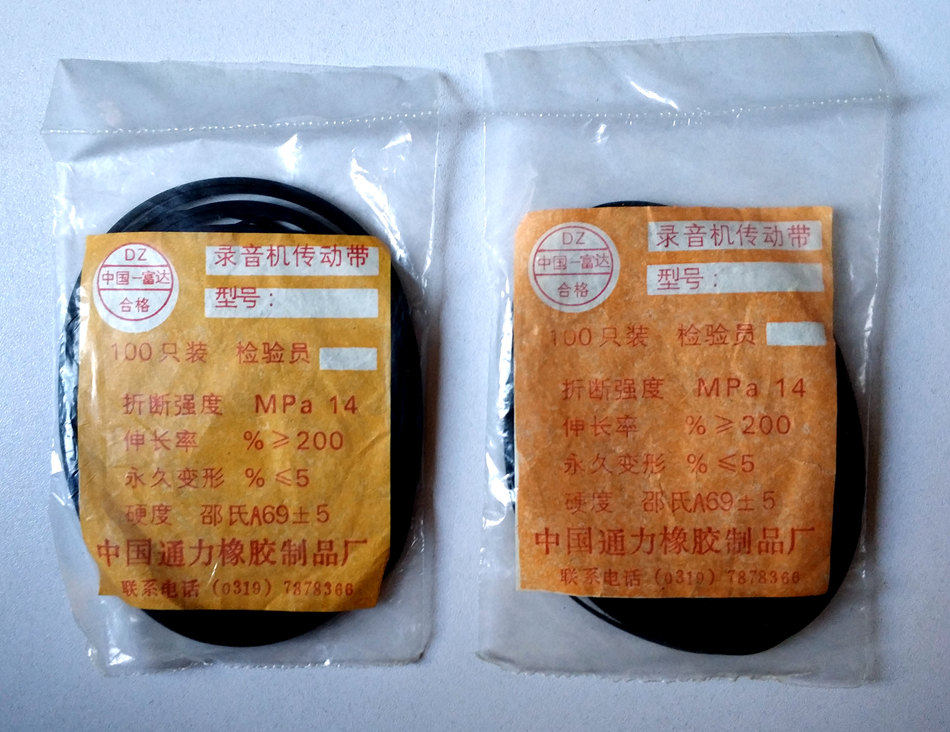 DZ
中国一富达
合格
录音机传动带
型号：
100只装 检验员
折断强度 MPa 14
伸长率 %≥200
永久变形 %≤5
硬度 邵氏A69±5
中国通力橡胶制品厂
联系电话（0319）7878366
DZ
中国一富达
合格
录音机传动带
型号：
100只装 检验员
折断强度 MPa 14
伸长率 %≥200
永久变形 %≤5
硬度 邵氏A69±5
中国通力橡胶制品厂
联系电话（0319）7878366